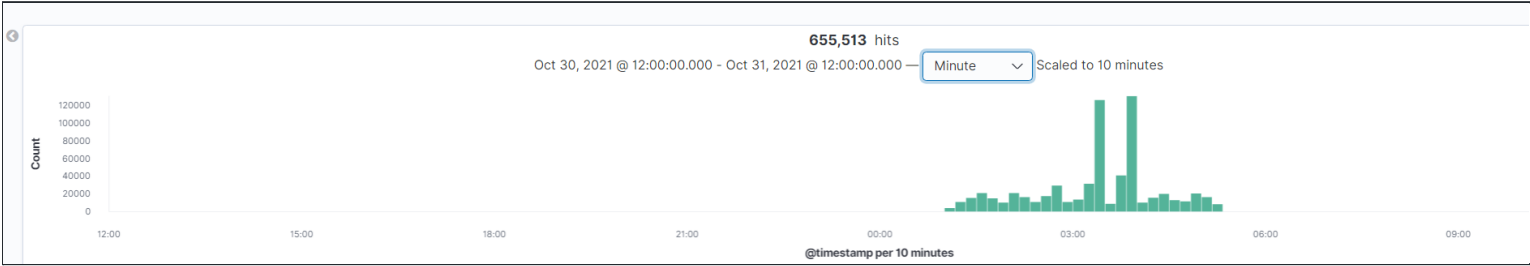 655,513 hits
Oct 30, 2021 @ 12:00:00.000 - Oct 31, 2021 @ 12:00:00.000 — Minute Scaled to 10 minutes
120000
100000
80000
60000
40000
20000
0
Count
12:00 15:00 18:00 21:00 00:00 03:00 06:00 09:00
@timestamp per 10 minutes